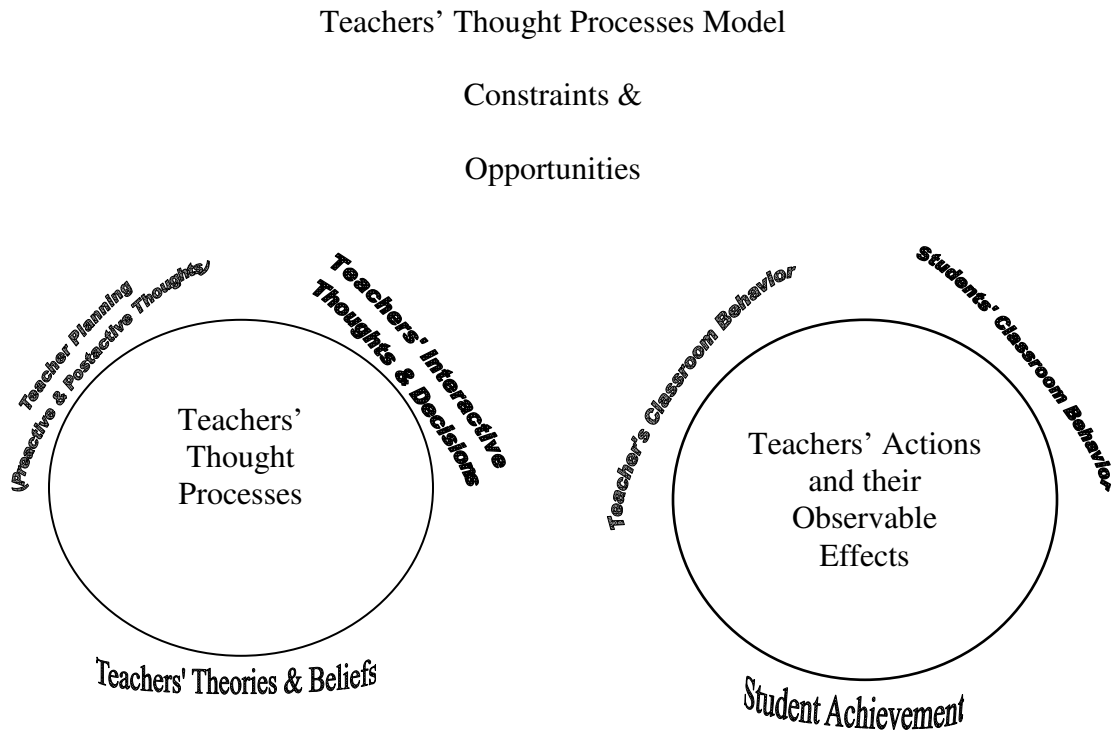 Teachers’ Thought Processes Model
Constraints &
Opportunities
Teacher Planning
(Preactive & Postactive Thoughts)
Teachers' Interactive
Thoughts & Decisions
Teachers’
Thought
Processes
Teachers' Theories & Beliefs
Teacher's Classroom Behavior
Students' Classroom Behavior
Teachers’ Actions
and their
Observable
Effects
Student Achievement